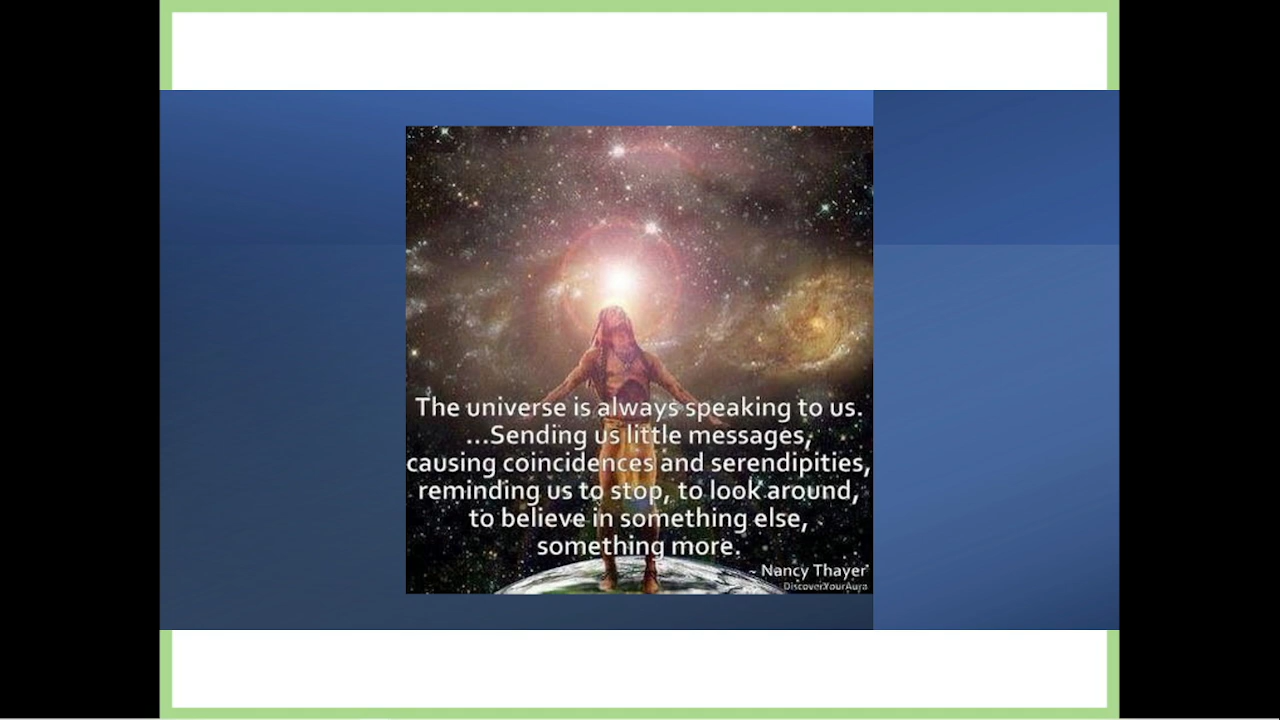 The universe is always speaking to us.
...Sending us little messages,
causing coincidences and serendipities,
reminding us to stop, to look around,
to believe in something else,
something more.
~ Nancy Thayer
DiscoverYourAura